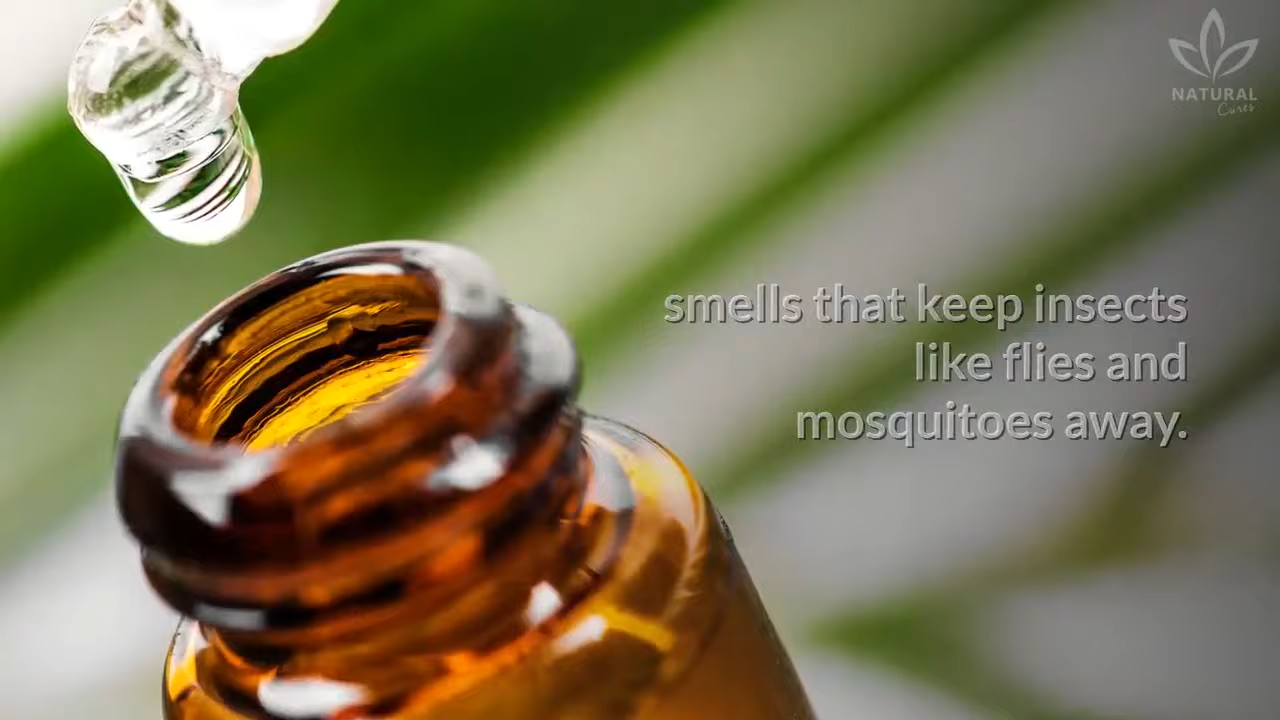 NATURAL
Cures
smells that keep insects
like flies and
mosquitoes away.